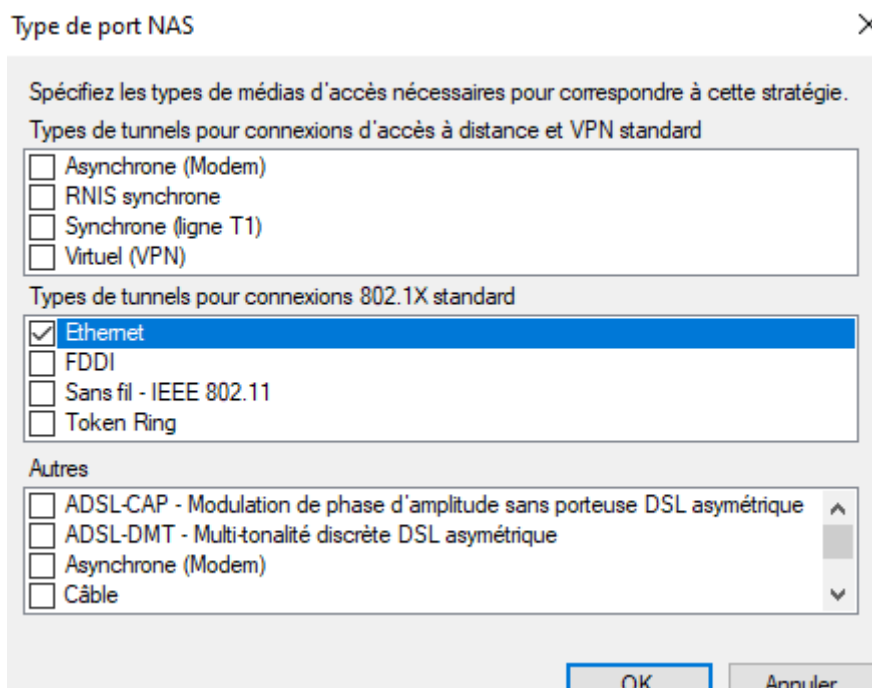 Type de port NAS
Spécifiez les types de médias d'accès nécessaires pour correspondre à cette stratégie.
Types de tunnels pour connexions d'accès à distance et VPN standard
Asynchrone (Modem)
RNIS synchrone
Synchrone (ligne T1)
Virtuel (VPN)
Types de tunnels pour connexions 802.1X standard
Ethernet
FDDI
Sans fil - IEEE 802.11
Token Ring
Autres
ADSL-CAP - Modulation de phase d'amplitude sans porteuse DSL asymétrique
ADSL-DMT - Multi-tonalité discrète DSL asymétrique
Asynchrone (Modem)
Câble
OK Annuler